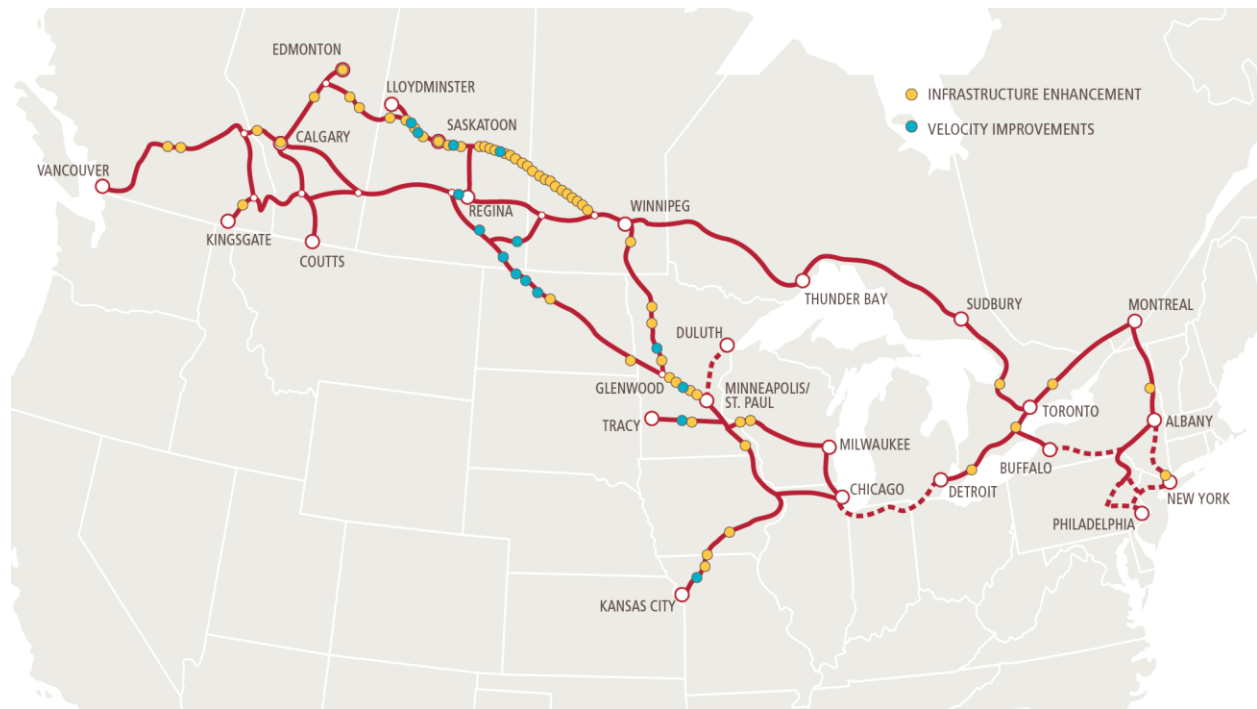 EDMONTON
LLOYDMINSTER
INFRASTRUCTURE ENHANCEMENT
SASKATOON
VELOCITY IMPROVEMENTS
CALGARY
VANCOUVER
REGINA
WINNIPEG
KINGSGATE
COUTTS
THUNDER BAY
SUDBURY
MONTREAL
DULUTH
GLENWOOD
MINNEAPOLIS/
ST. PAUL
TORONTO
ALBANY
TRACY
MILWAUKEE
BUFFALO
CHICAGO
DETROIT
NEW YORK
PHILADELPHIA
KANSAS CITY